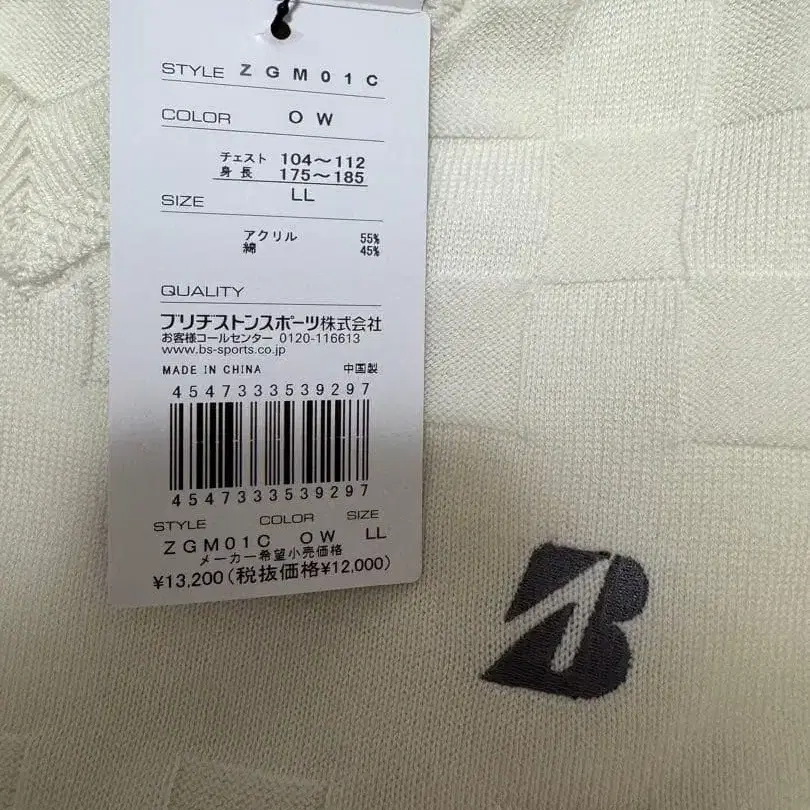 STYLE ZGM01C
COLOR OW
チェスト 104～112
身長 175～185
SIZE LL
アクリル 55%
綿 45%
QUALITY
ブリヂストンスポーツ株式会社
お客様コールセンター 0120-116613
www.bs-sports.co.jp
MADE IN CHINA 中国製
4547333539297
4547333539297
STYLE COLOR SIZE
ZGM01C OW LL
メーカー希望小売価格
¥13,200(税抜価格¥12,000)
B